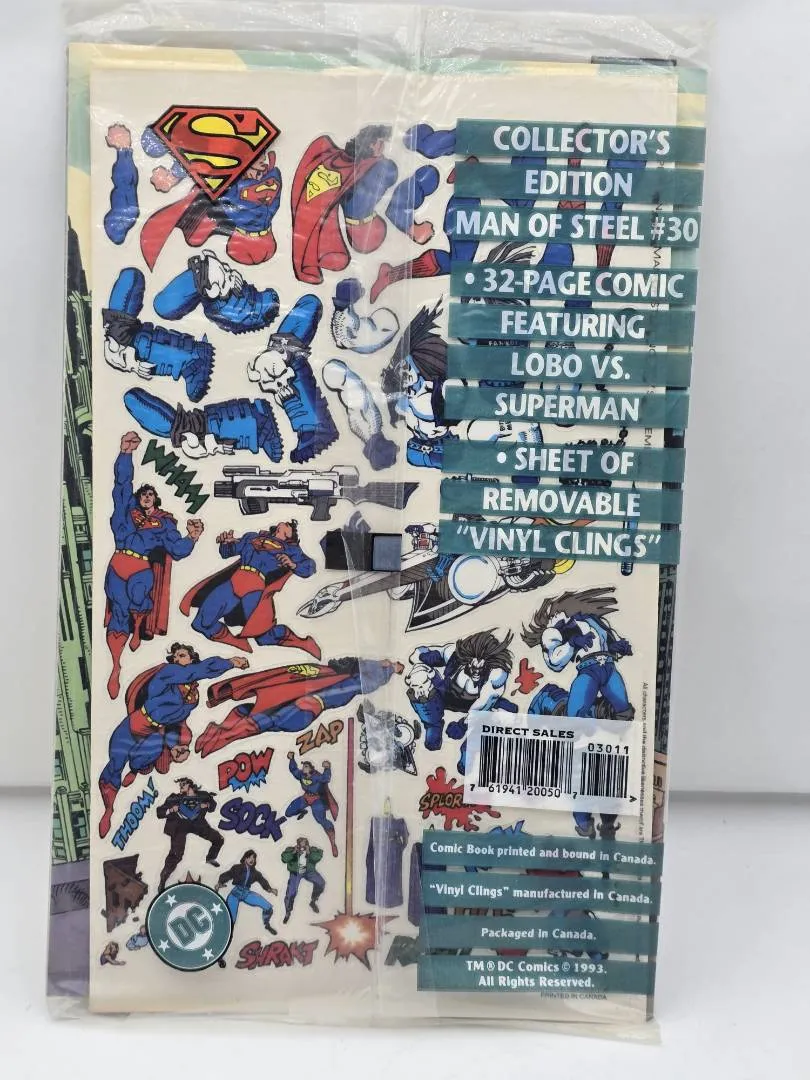 COLLECTOR'S
EDITION
MAN OF STEEL #30
• 32-PAGE COMIC
FEATURING
LOBO VS.
SUPERMAN
• SHEET OF
REMOVABLE
"VINYL CLINGS"
WHAM
ZAP
POW
THOOM!
SOCK
SHRAKT
DIRECT SALES
03011
7 61941 20050 7
Comic Book printed and bound in Canada.
"Vinyl Clings" manufactured in Canada.
Packaged in Canada.
TM ® DC Comics © 1993.
All Rights Reserved.
PRINTED IN CANADA
DC